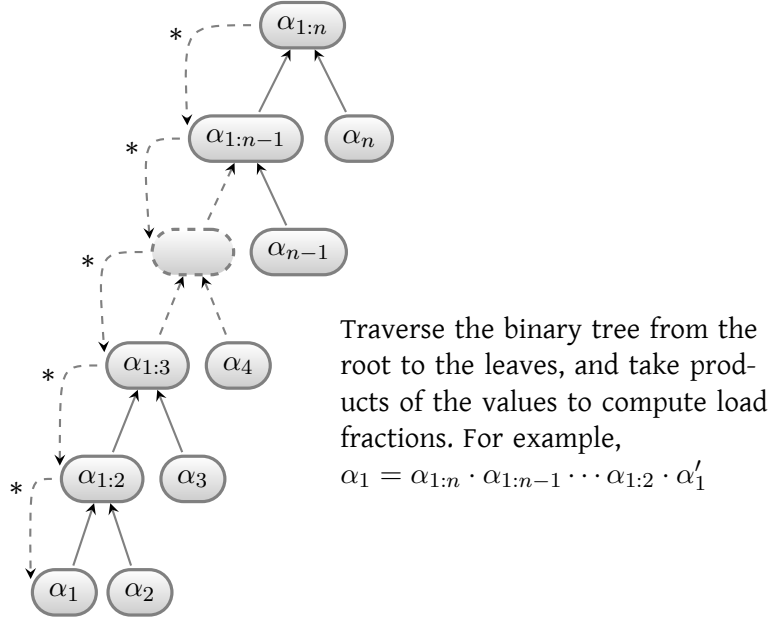 α₁:ₙ
*
α₁:ₙ₋₁ αₙ
*
αₙ₋₁
*
α₁:₃ α₄
*
α₁:₂ α₃
*
α₁ α₂
Traverse the binary tree from the
root to the leaves, and take prod-
ucts of the values to compute load
fractions. For example,
α₁ = α₁:ₙ · α₁:ₙ₋₁ ··· α₁:₂ · α′₁